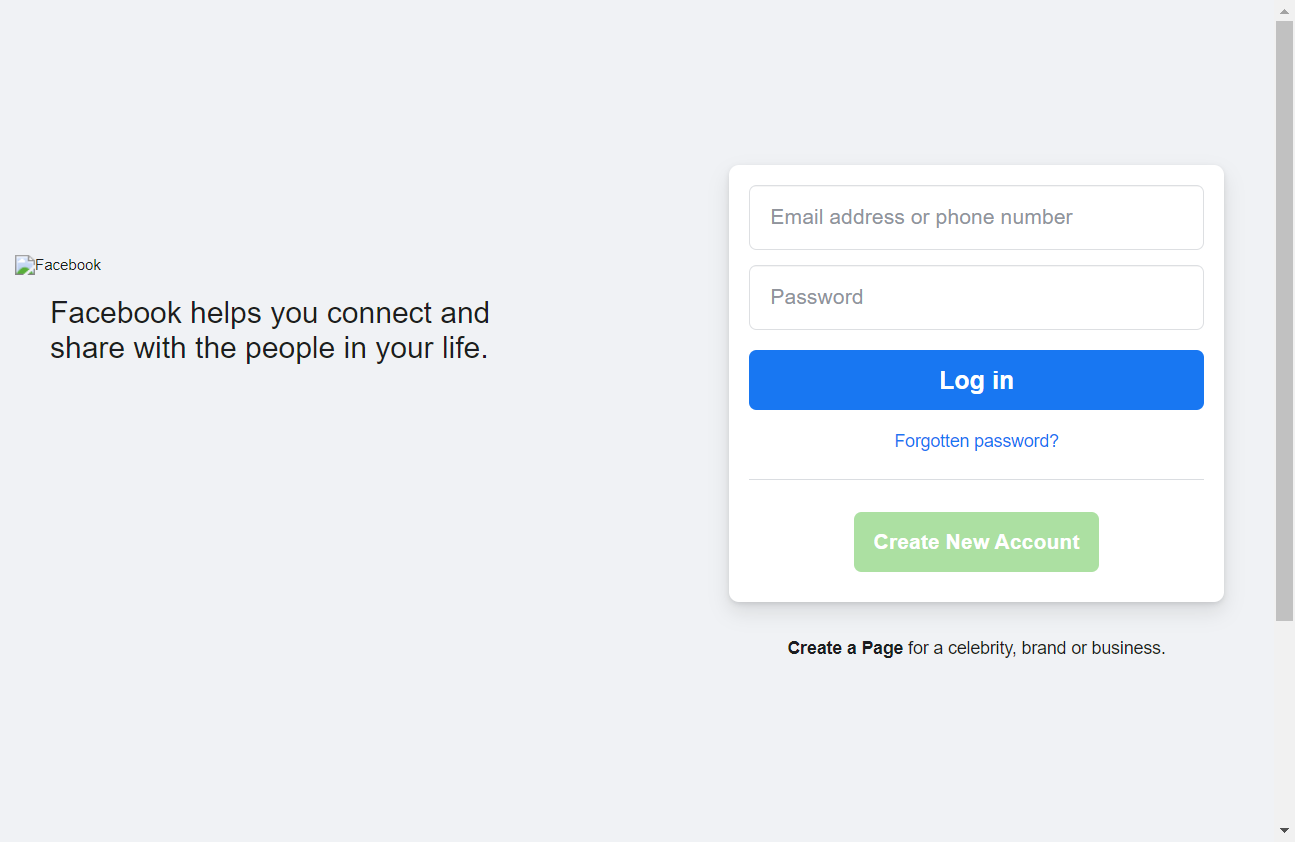 Facebook
Facebook helps you connect and
share with the people in your life.
Email address or phone number
Password
Log in
Forgotten password?
Create New Account
Create a Page for a celebrity, brand or business.